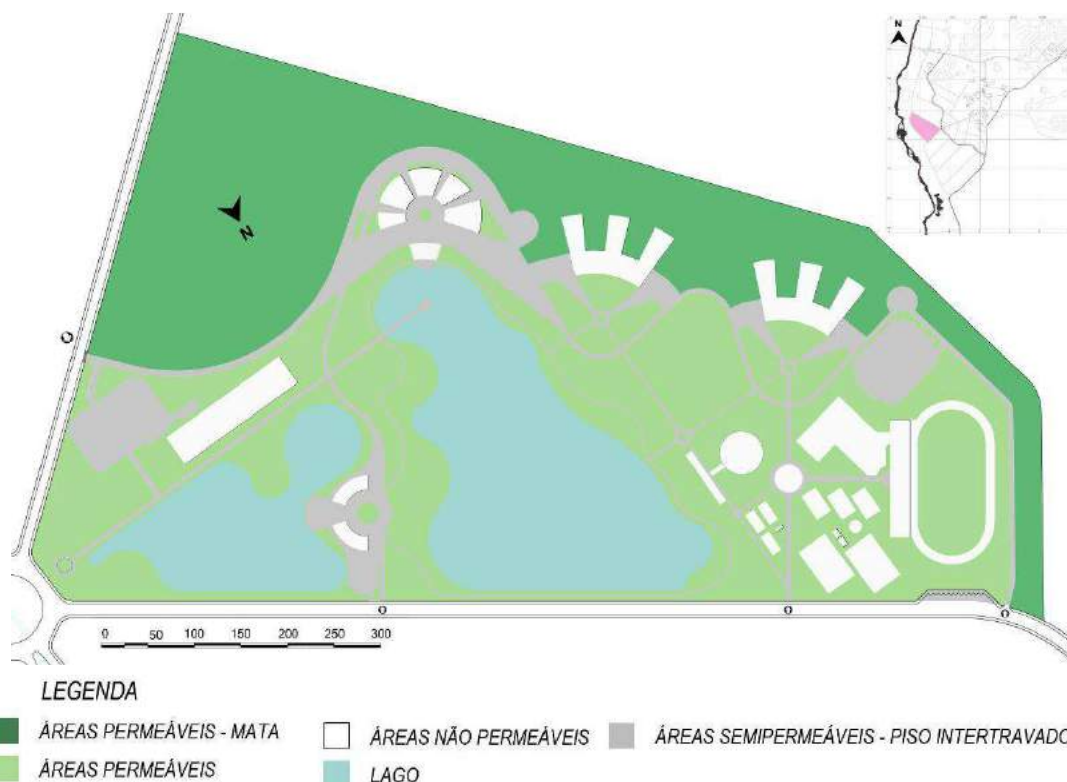 N
N
0 50 100 150 200 250 300
LEGENDA
ÁREAS PERMEÁVEIS - MATA
ÁREAS NÃO PERMEÁVEIS
ÁREAS SEMIPERMEÁVEIS - PISO INTERTRAVADO
ÁREAS PERMEÁVEIS
LAGO